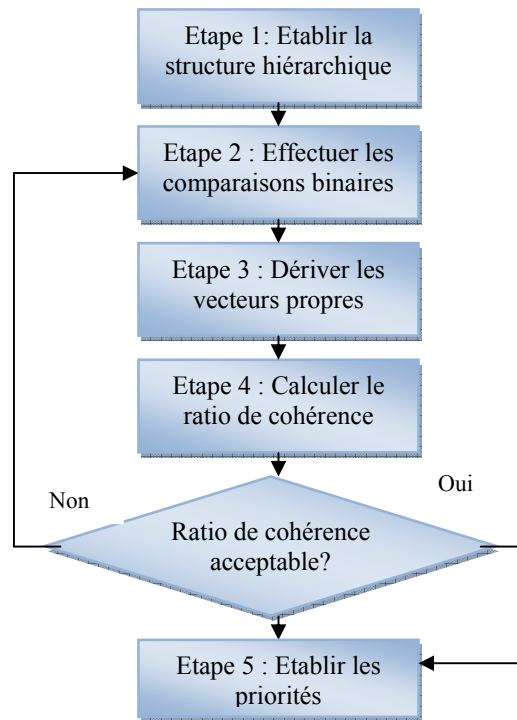 Etape 1: Etablir la
structure hiérarchique
Etape 2 : Effectuer les
comparaisons binaires
Etape 3 : Dériver les
vecteurs propres
Etape 4 : Calculer le
ratio de cohérence
Non
Oui
Ratio de cohérence
acceptable?
Etape 5 : Etablir les
priorités